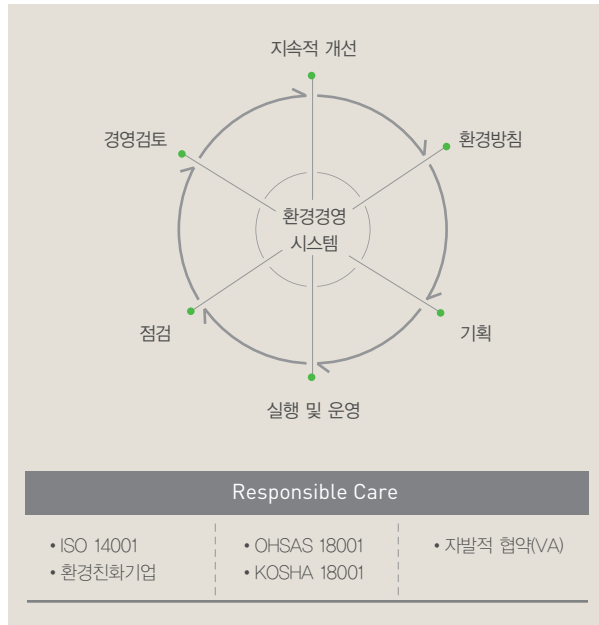 지속적 개선
경영검토
환경방침
환경경영
시스템
점검
기획
실행 및 운영
Responsible Care
• ISO 14001
• 환경친화기업
• OHSAS 18001
• KOSHA 18001
• 자발적 협약(VA)